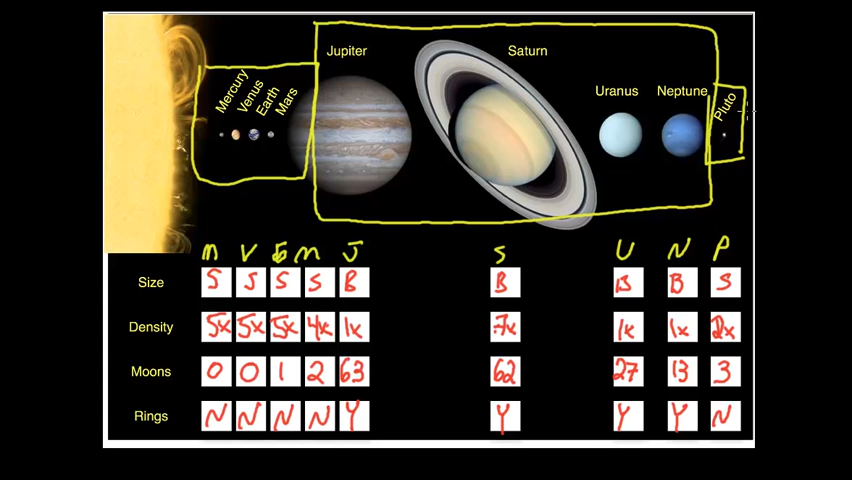 Jupiter Saturn
Mercury Venus Earth Mars Uranus Neptune Pluto
M V E M J S U N P
Size S S S S B B B B S
Density 5x 5x 5x 4x 1x .7x 1x 1x 2x
Moons 0 0 1 2 63 62 27 13 3
Rings N N N N Y Y Y Y N